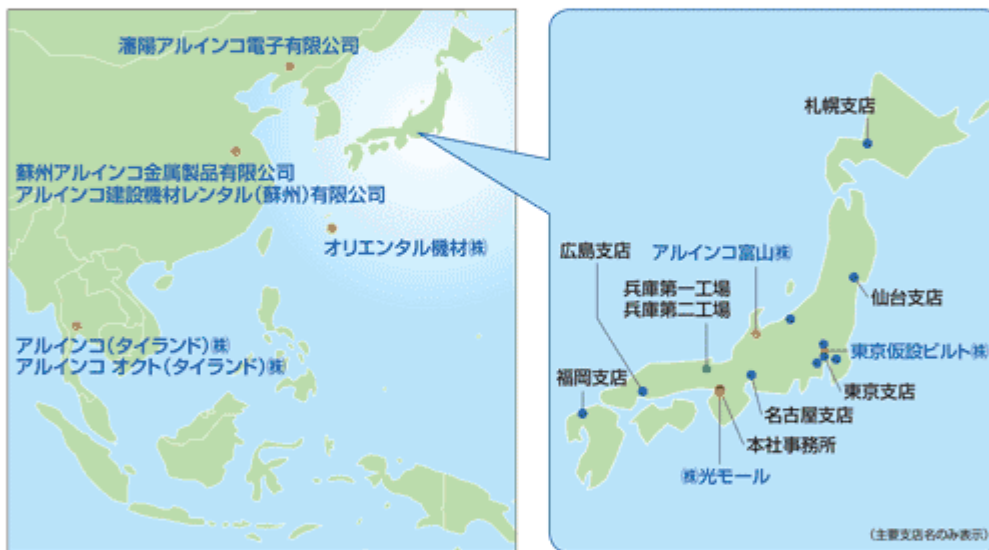 瀋陽アルインコ電子有限公司
蘇州アルインコ金属製品有限公司
アルインコ建設機材レンタル(蘇州)有限公司
オリエンタル機材㈱
アルインコ(タイランド)㈱
アルインコ オクト(タイランド)㈱
札幌支店
広島支店
アルインコ富山㈱
兵庫第一工場
兵庫第二工場
仙台支店
東京仮設ビルト㈱
福岡支店
東京支店
名古屋支店
本社事務所
㈱光モール
(主要支店名のみ表示)